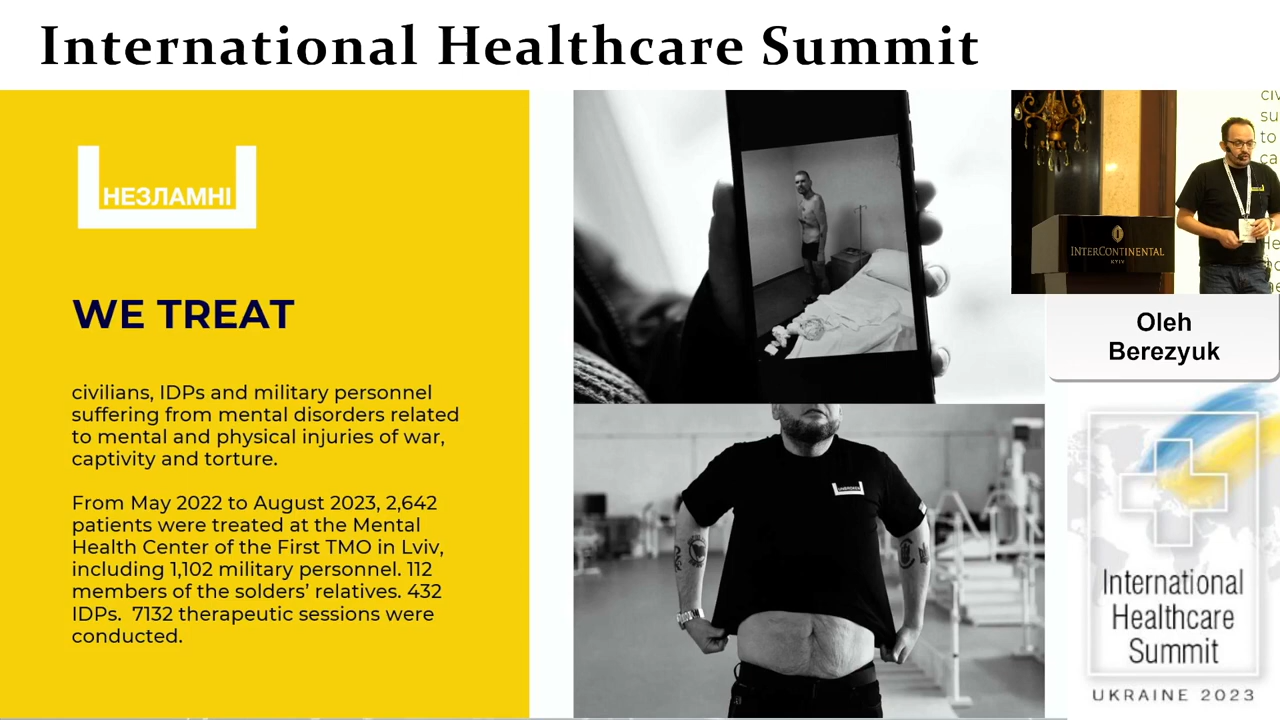 International Healthcare Summit
НЕЗЛАМНІ
WE TREAT
civilians, IDPs and military personnel
suffering from mental disorders related
to mental and physical injuries of war,
captivity and torture.
From May 2022 to August 2023, 2,642
patients were treated at the Mental
Health Center of the First TMO in Lviv,
including 1,102 military personnel. 112
members of the solders’ relatives. 432
IDPs. 7132 therapeutic sessions were
conducted.
INTERCONTINENTAL
KYIV
Oleh
Berezyuk
International
Healthcare
Summit
UKRAINE 2023